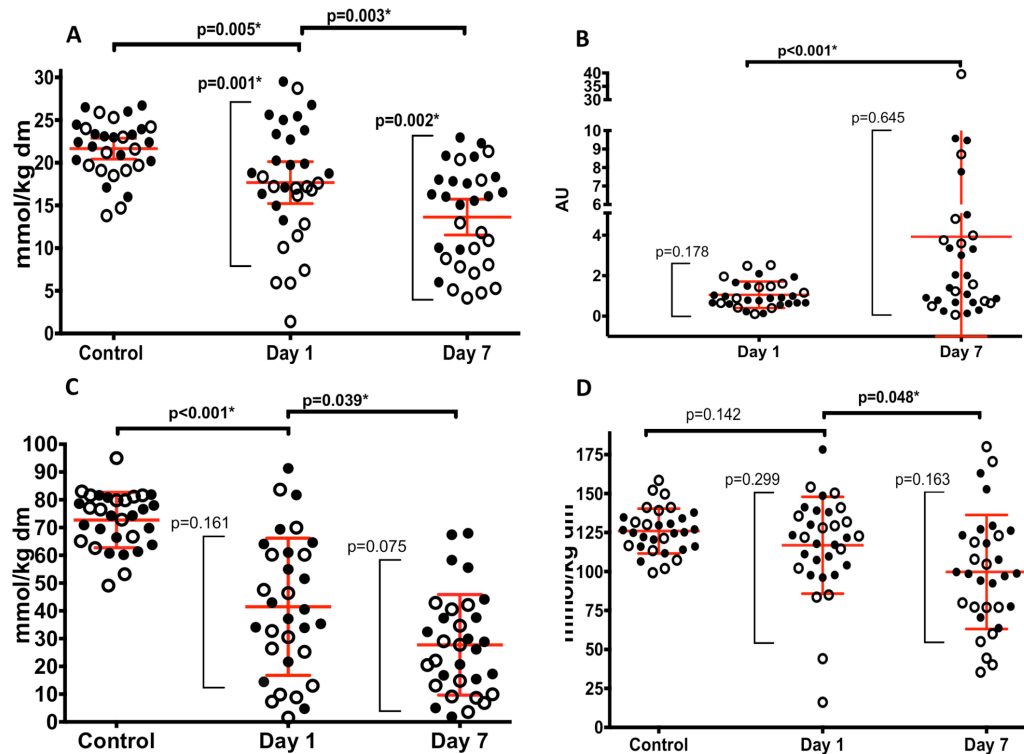 A
p=0.005*
p=0.003*
p=0.001*
p=0.002*
mmol/kg dm
30
25
20
15
10
5
0
Control
Day 1
Day 7
B
p<0.001*
p=0.645
p=0.178
AU
40
35
30
10
8
6
4
2
0
Day 1
Day 7
C
p<0.001*
p=0.039*
p=0.161
p=0.075
mmol/kg dm
100
90
80
70
60
50
40
30
20
10
0
Control
Day 1
Day 7
D
p=0.142
p=0.048*
p=0.299
p=0.163
mmol/kg dm
175
150
125
100
75
50
25
0
Control
Day 1
Day 7